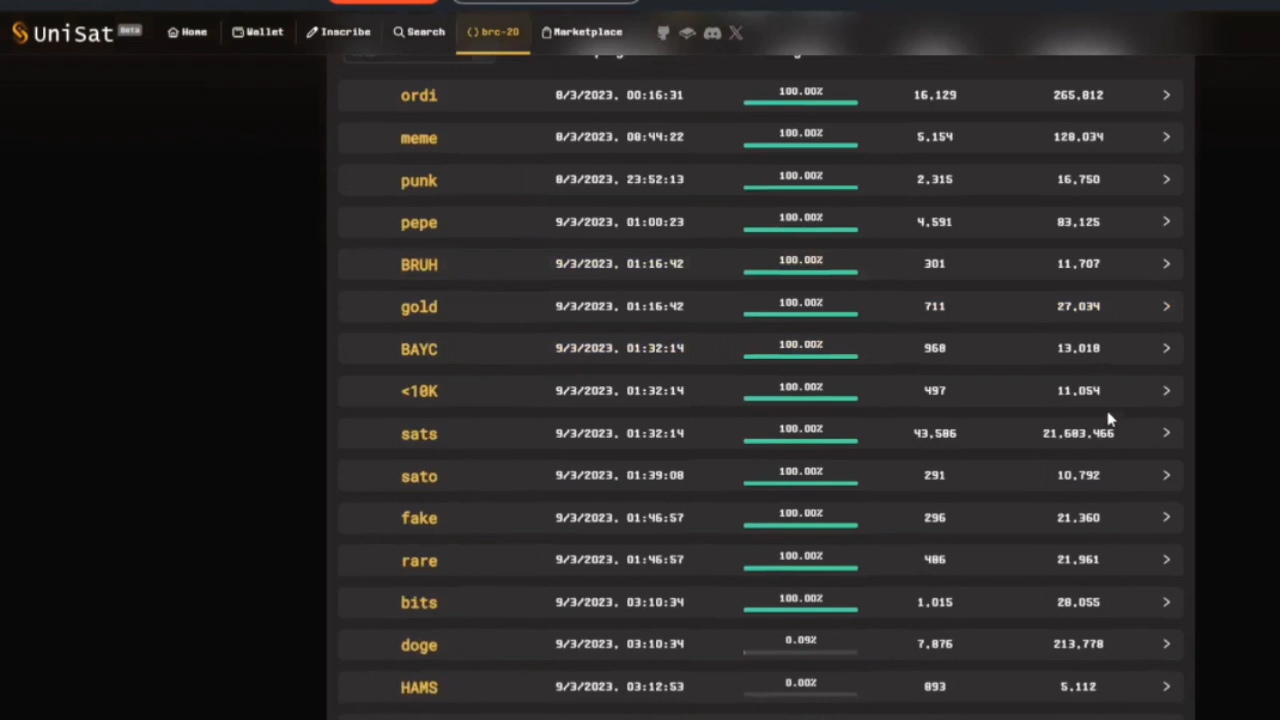 UniSat Beta Home Wallet Inscribe Search brc-20 Marketplace
ordi 8/3/2023, 00:16:31 100.00% 16,129 265,812
meme 8/3/2023, 08:44:22 100.00% 5,154 128,034
punk 8/3/2023, 23:52:13 100.00% 2,315 16,750
pepe 9/3/2023, 01:00:23 100.00% 4,591 83,125
BRUH 9/3/2023, 01:16:42 100.00% 301 11,707
gold 9/3/2023, 01:16:42 100.00% 711 27,034
BAYC 9/3/2023, 01:32:14 100.00% 968 13,018
<10K 9/3/2023, 01:32:14 100.00% 497 11,054
sats 9/3/2023, 01:32:14 100.00% 43,586 21,683,466
sato 9/3/2023, 01:39:08 100.00% 291 10,792
fake 9/3/2023, 01:46:57 100.00% 296 21,360
rare 9/3/2023, 01:46:57 100.00% 486 21,961
bits 9/3/2023, 03:10:34 100.00% 1,015 28,055
doge 9/3/2023, 03:10:34 0.09% 7,876 213,778
HAMS 9/3/2023, 03:12:53 0.00% 893 5,112